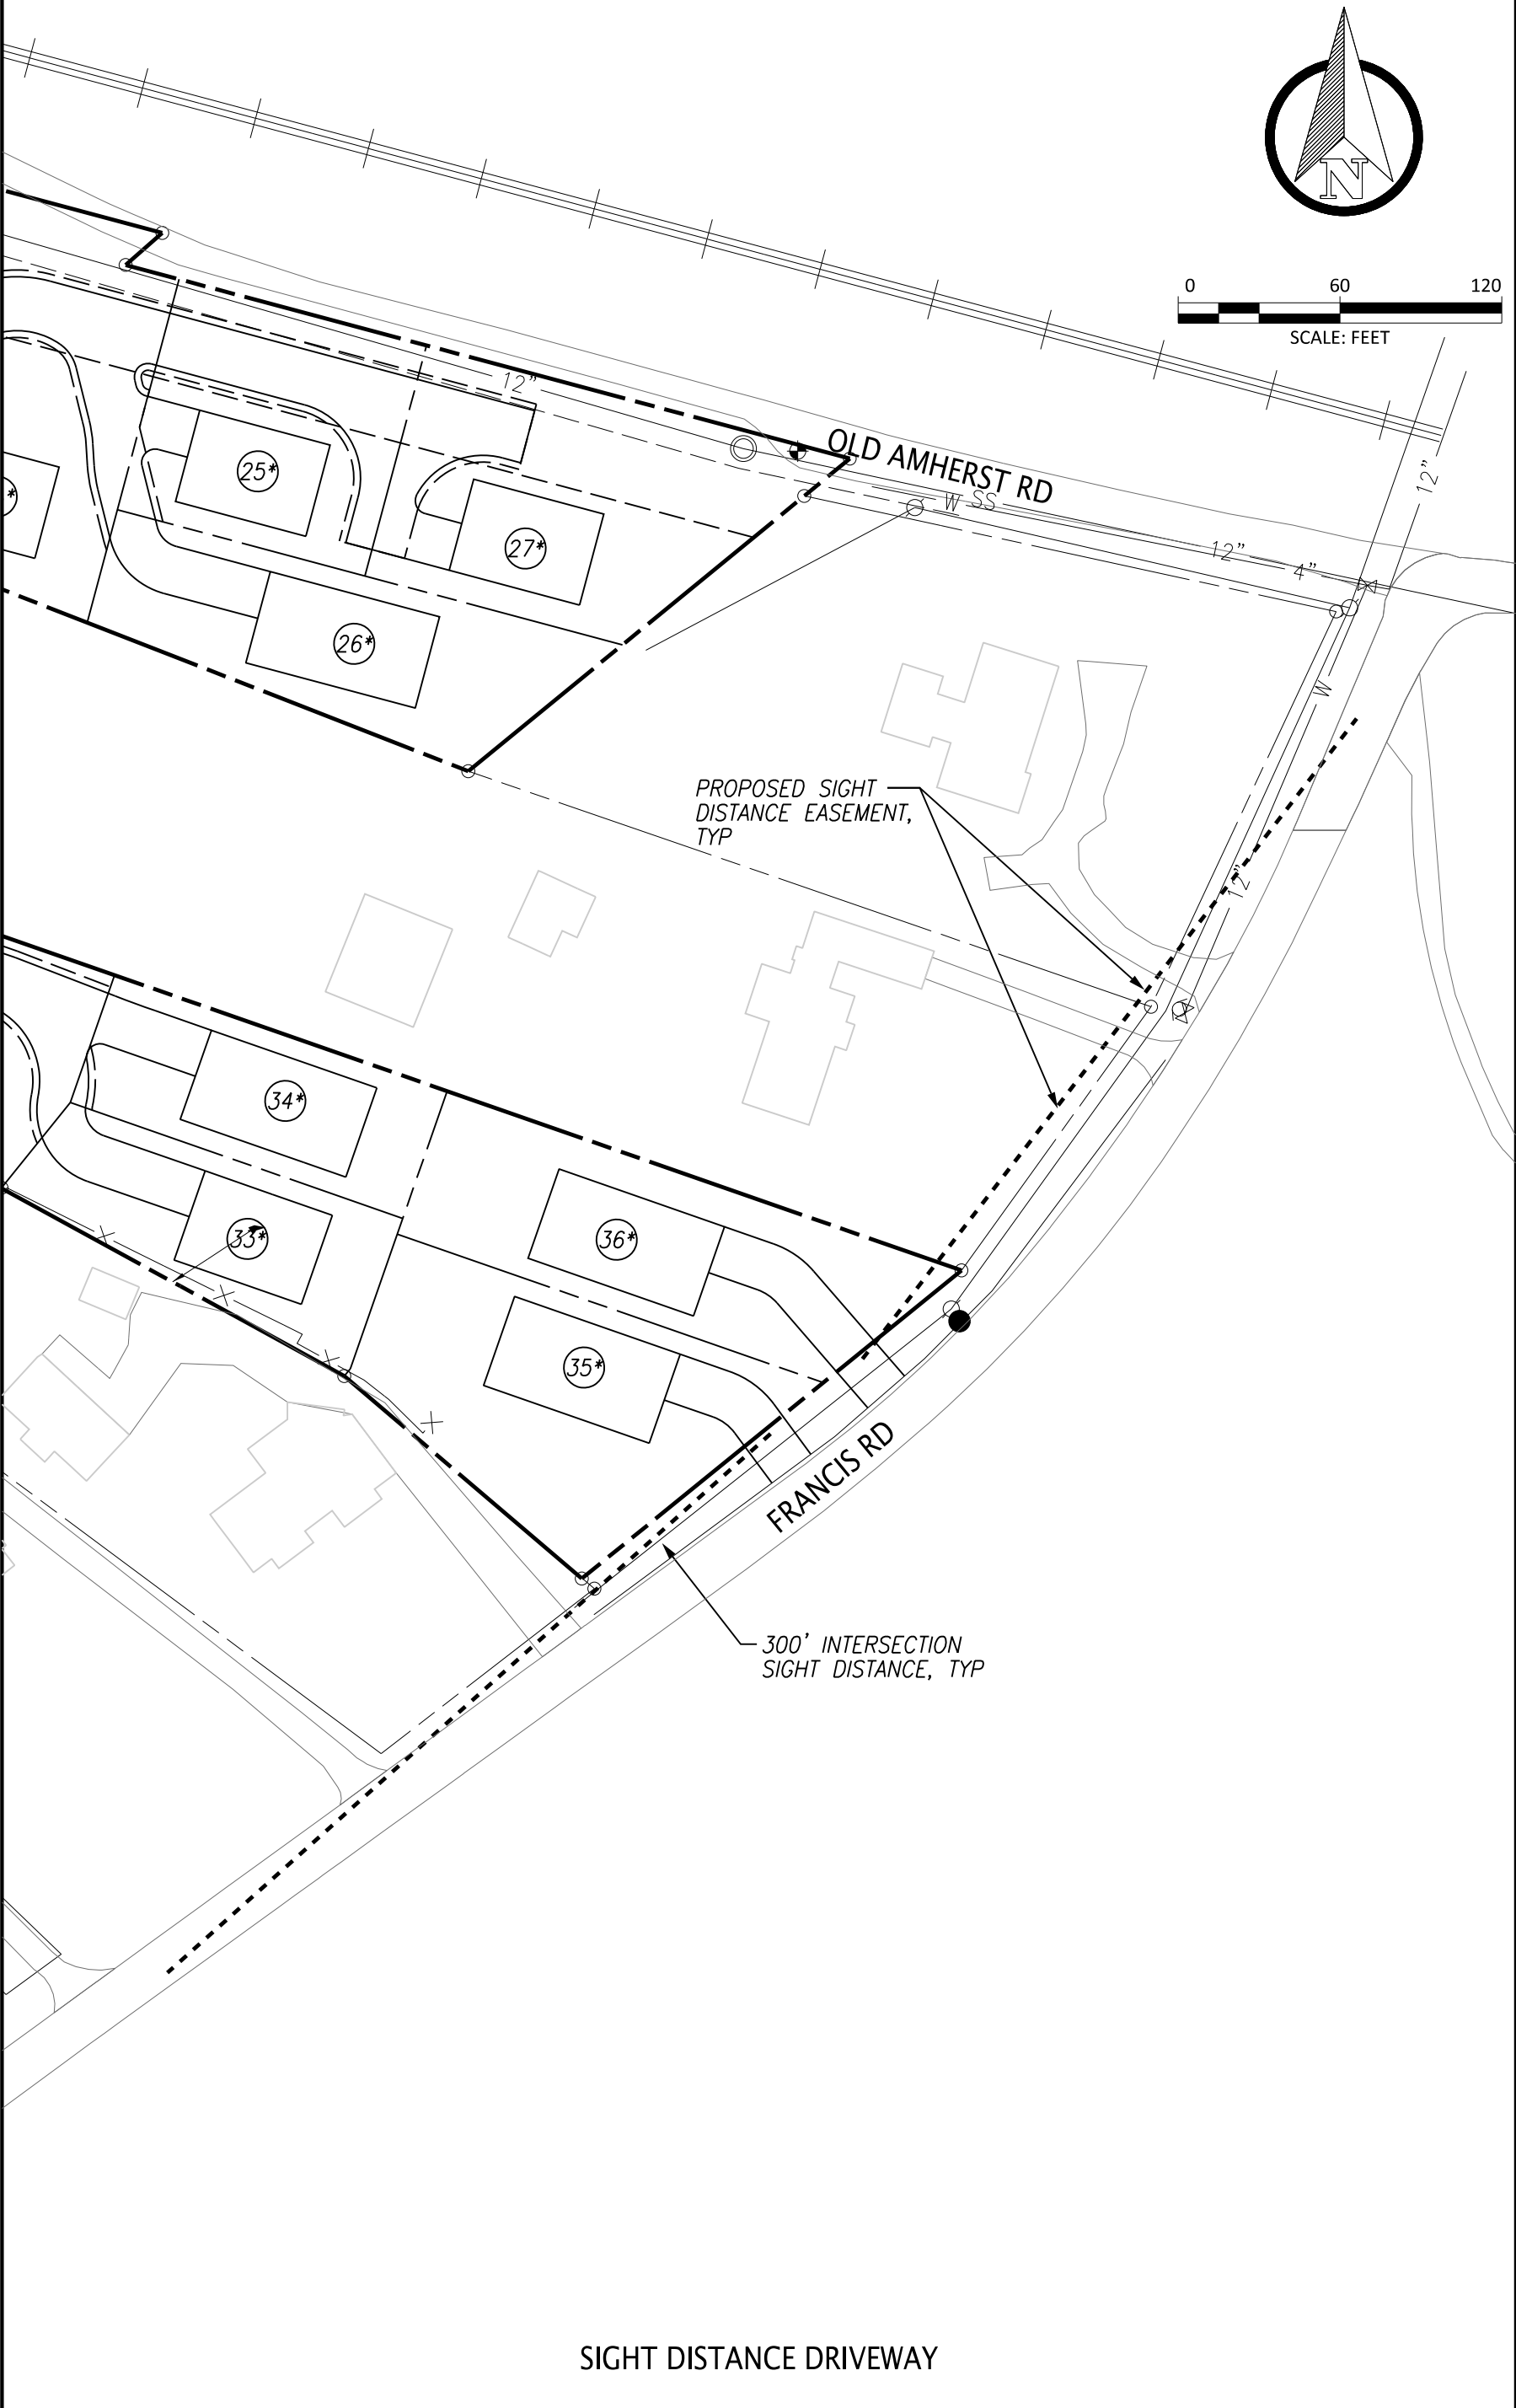 N
0 60 120
SCALE: FEET
12"
OLD AMHERST RD
12"
25*
W SS
27*
12"
4"
26*
W
PROPOSED SIGHT
DISTANCE EASEMENT,
TYP
12"
34*
33*
36*
35*
FRANCIS RD
300' INTERSECTION
SIGHT DISTANCE, TYP
SIGHT DISTANCE DRIVEWAY